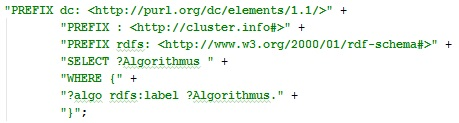 "PREFIX dc: <http://purl.org/dc/elements/1.1/>" +
"PREFIX : <http://cluster.info#>" +
"PREFIX rdfs: <http://www.w3.org/2000/01/rdf-schema#>" +
"SELECT ?Algorithmus " +
"WHERE {" +
"?algo rdfs:label ?Algorithmus." +
"}";